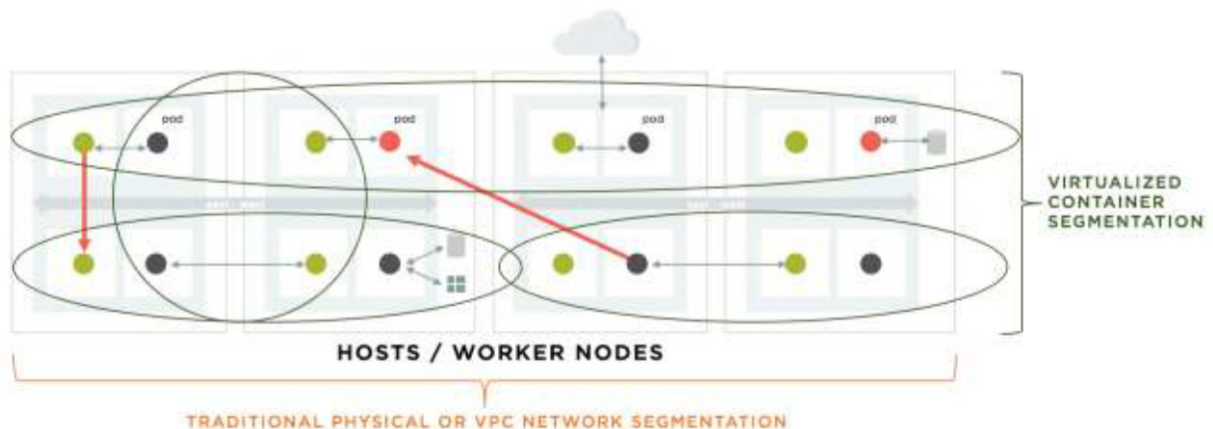 pod
pod
pod
pod
VIRTUALIZED
CONTAINER
SEGMENTATION
HOSTS / WORKER NODES
TRADITIONAL PHYSICAL OR VPC NETWORK SEGMENTATION